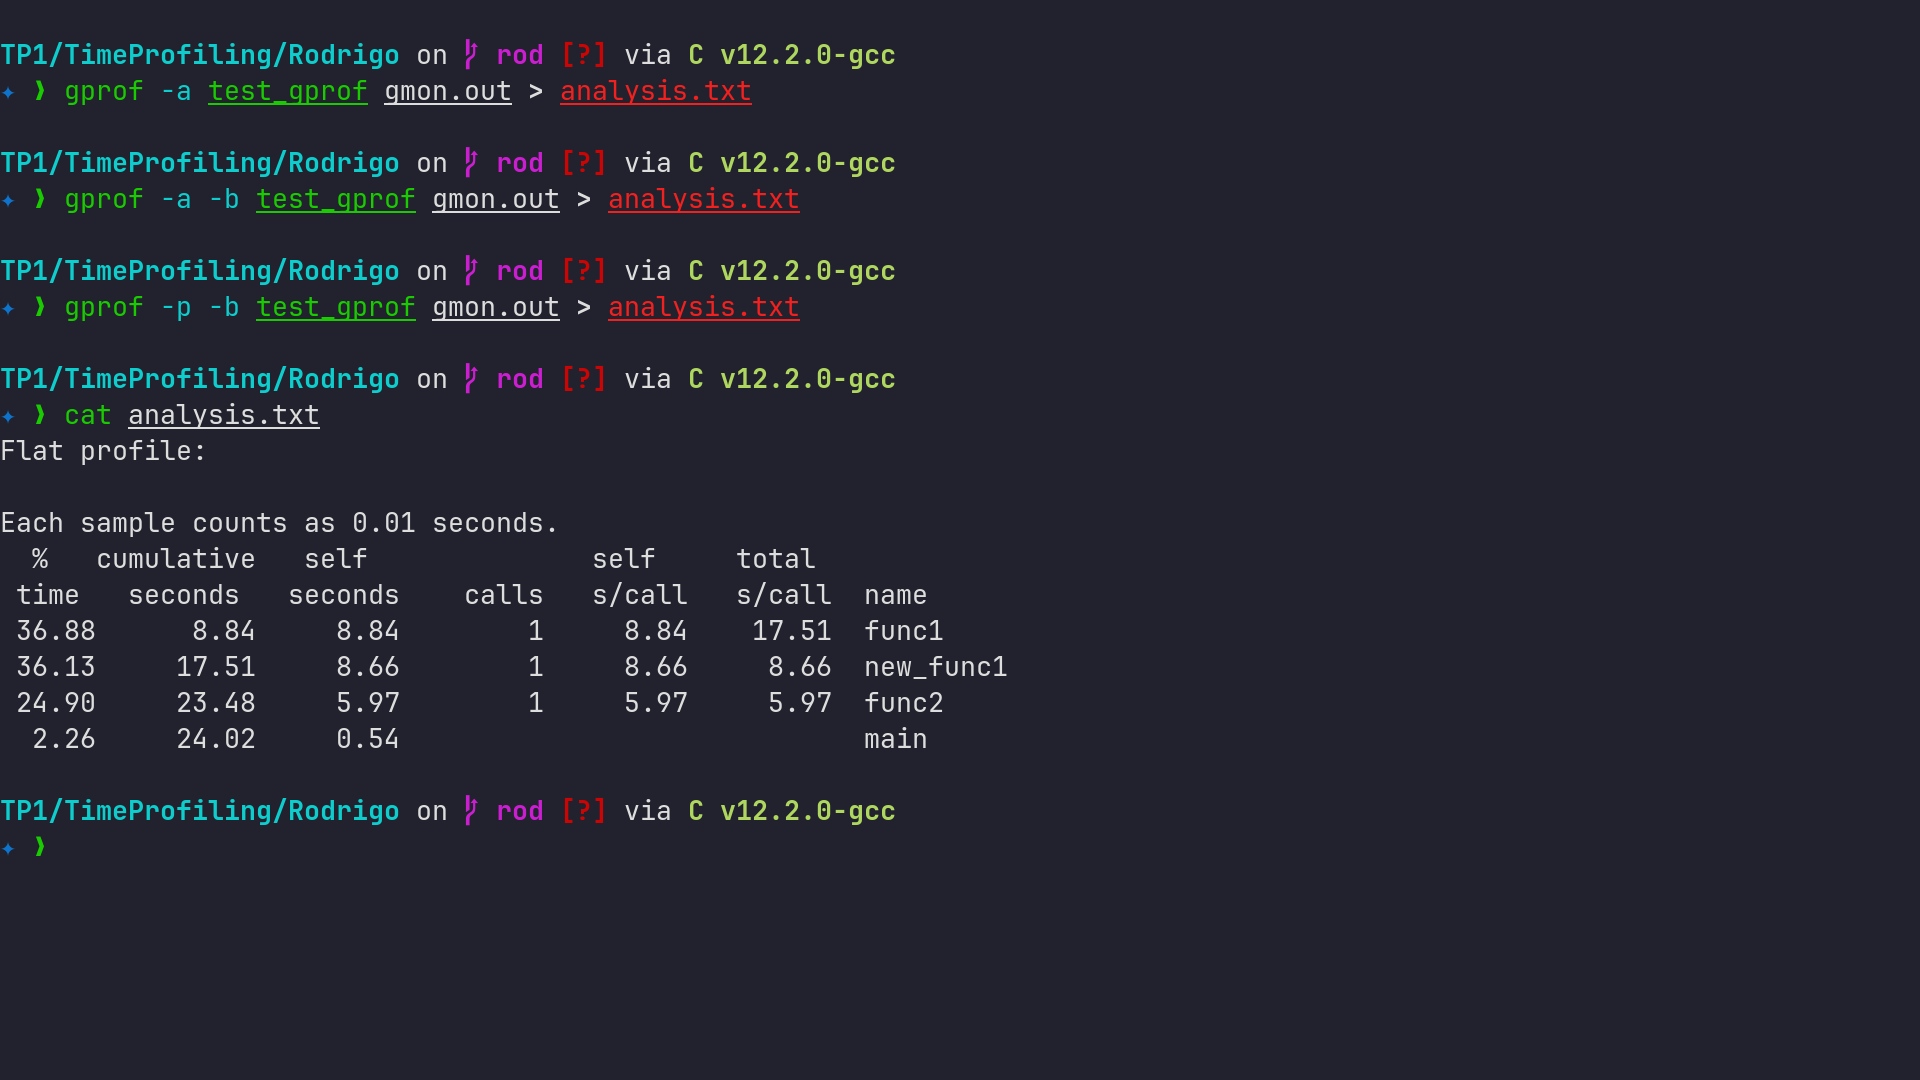 TP1/TimeProfiling/Rodrigo on rod [?] via C v12.2.0-gcc
✦ ❯ gprof -a test_gprof gmon.out > analysis.txt
TP1/TimeProfiling/Rodrigo on rod [?] via C v12.2.0-gcc
✦ ❯ gprof -a -b test_gprof gmon.out > analysis.txt
TP1/TimeProfiling/Rodrigo on rod [?] via C v12.2.0-gcc
✦ ❯ gprof -p -b test_gprof gmon.out > analysis.txt
TP1/TimeProfiling/Rodrigo on rod [?] via C v12.2.0-gcc
✦ ❯ cat analysis.txt
Flat profile:
Each sample counts as 0.01 seconds.
  %   cumulative   self              self     total
 time   seconds   seconds    calls   s/call   s/call  name
 36.88      8.84     8.84        1     8.84    17.51  func1
 36.13     17.51     8.66        1     8.66     8.66  new_func1
 24.90     23.48     5.97        1     5.97     5.97  func2
  2.26     24.02     0.54                             main
TP1/TimeProfiling/Rodrigo on rod [?] via C v12.2.0-gcc
✦ ❯